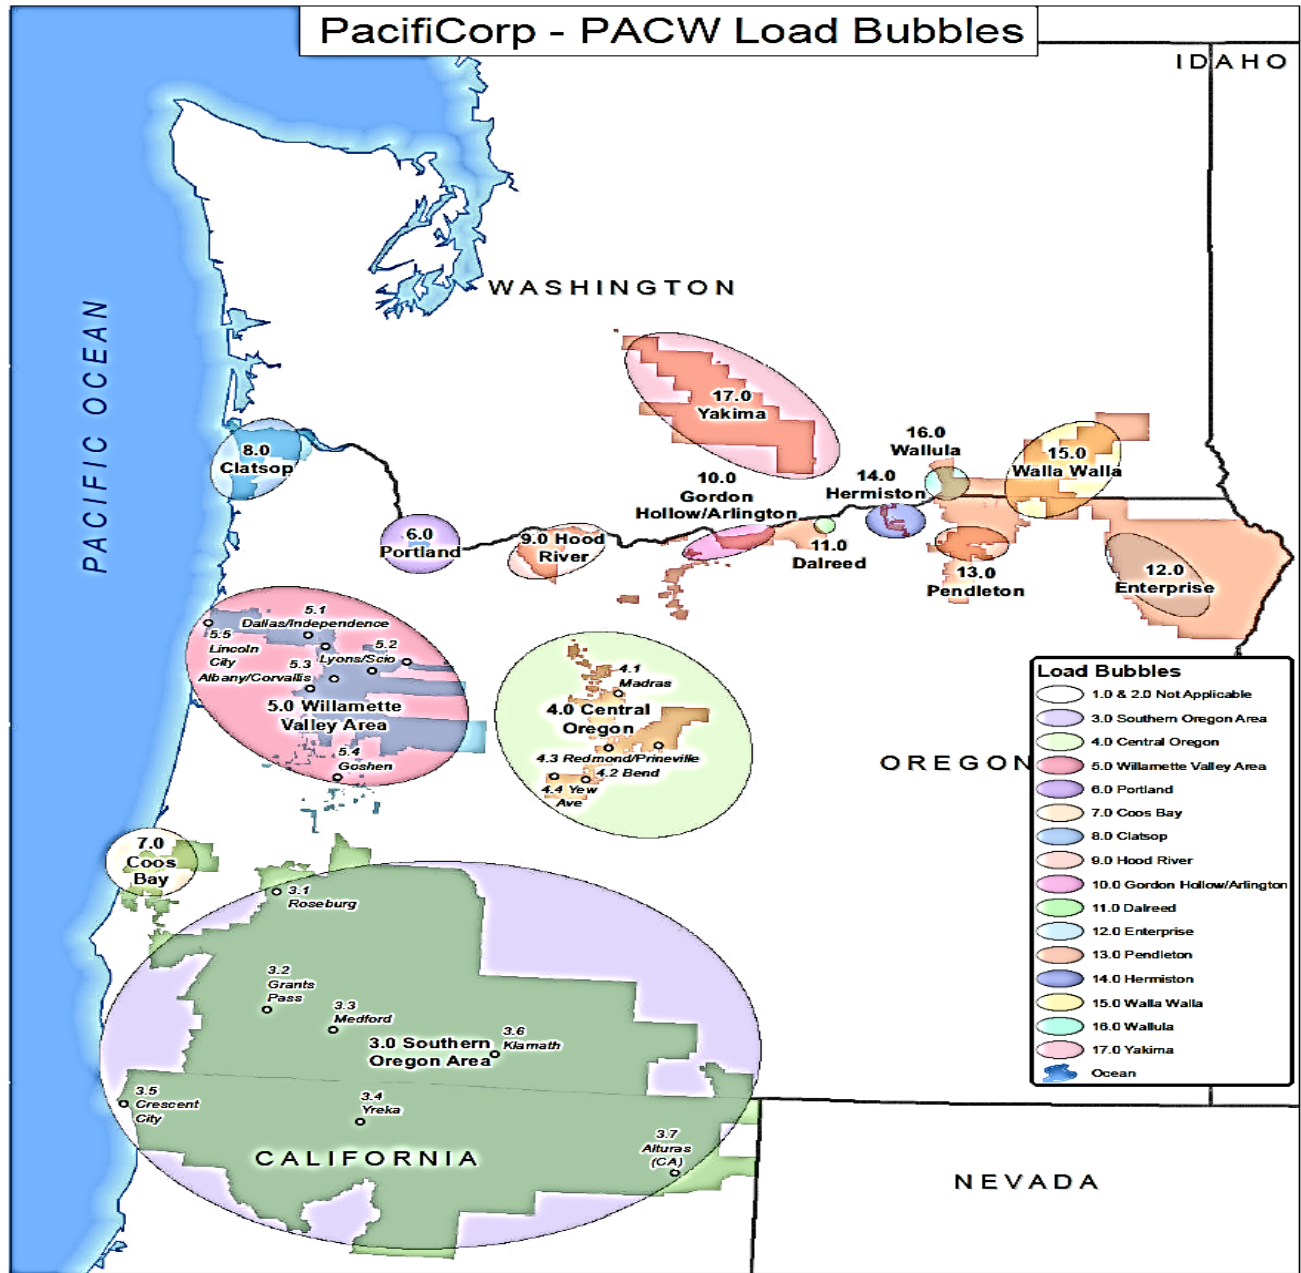 PacifiCorp - PACW Load Bubbles
IDAHO
WASHINGTON
PACIFIC OCEAN
17.0
Yakima
16.0
Wallula
15.0
Walla Walla
8.0
Clatsop
10.0
Gordon
Hollow/Arlington
14.0
Hermiston
6.0
Portland
9.0 Hood
River
11.0
Dalreed
13.0
Pendleton
12.0
Enterprise
5.1
Dallas/Independence
5.5
Lincoln
City
5.2
Lyons/Scio
5.3
Albany/Corvallis
5.0 Willamette
Valley Area
5.4
Goshen
4.1
Madras
4.0 Central
Oregon
4.3 Redmond/Prineville
4.2 Bend
4.4 Yew
Ave
OREGON
7.0
Coos
Bay
3.1
Roseburg
3.2
Grants
Pass
3.3
Medford
3.0 Southern
Oregon Area
3.6
Klamath
3.5
Crescent
City
3.4
Yreka
3.7
Alturas
(CA)
CALIFORNIA
NEVADA
Load Bubbles
1.0 & 2.0 Not Applicable
3.0 Southern Oregon Area
4.0 Central Oregon
5.0 Willamette Valley Area
6.0 Portland
7.0 Coos Bay
8.0 Clatsop
9.0 Hood River
10.0 Gordon Hollow/Arlington
11.0 Dalreed
12.0 Enterprise
13.0 Pendleton
14.0 Hermiston
15.0 Walla Walla
16.0 Wallula
17.0 Yakima
Ocean